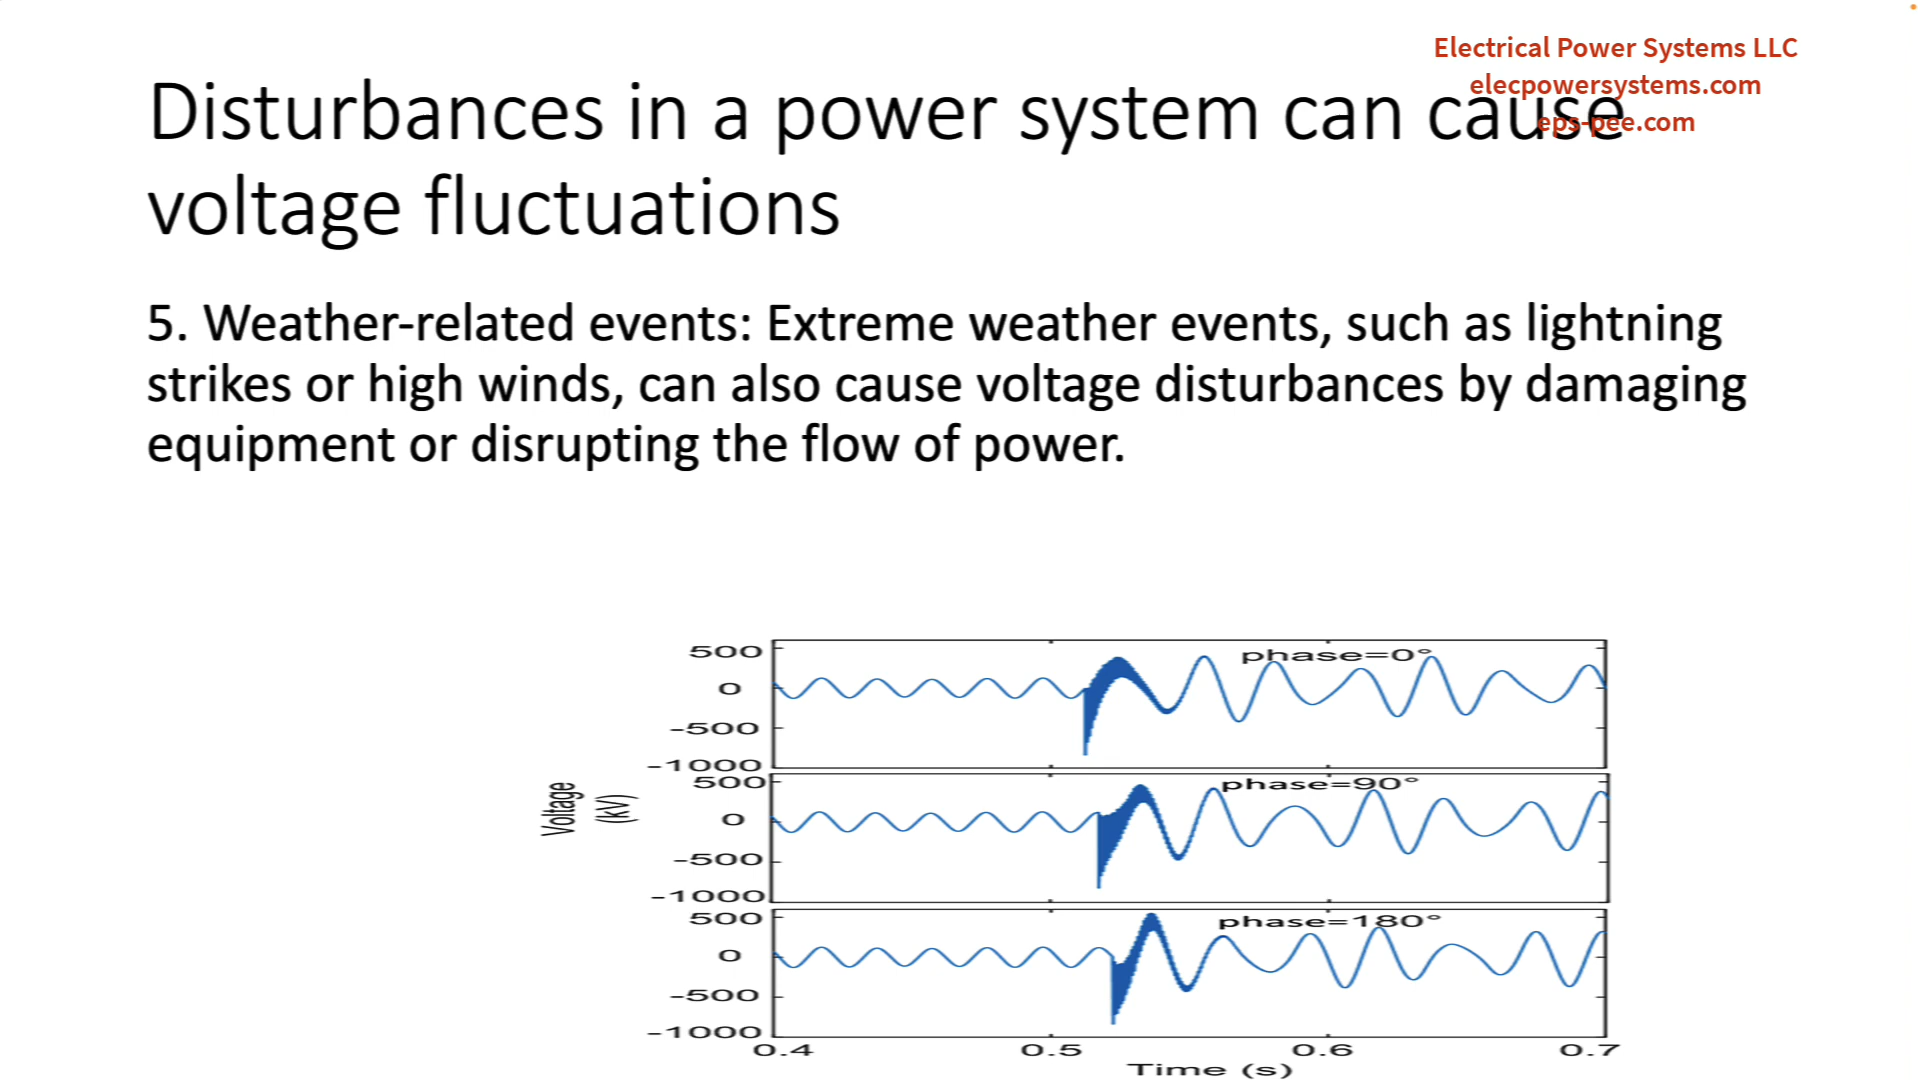 Electrical Power Systems LLC
elecpowersystems.com
eps-pee.com
Disturbances in a power system can cause
voltage fluctuations
5. Weather-related events: Extreme weather events, such as lightning
strikes or high winds, can also cause voltage disturbances by damaging
equipment or disrupting the flow of power.
Voltage
(kV)
500
0
-500
-1000
phase=0°
500
0
-500
-1000
phase=90°
500
0
-500
-1000
phase=180°
0.4 0.5 0.6 0.7
Time (s)